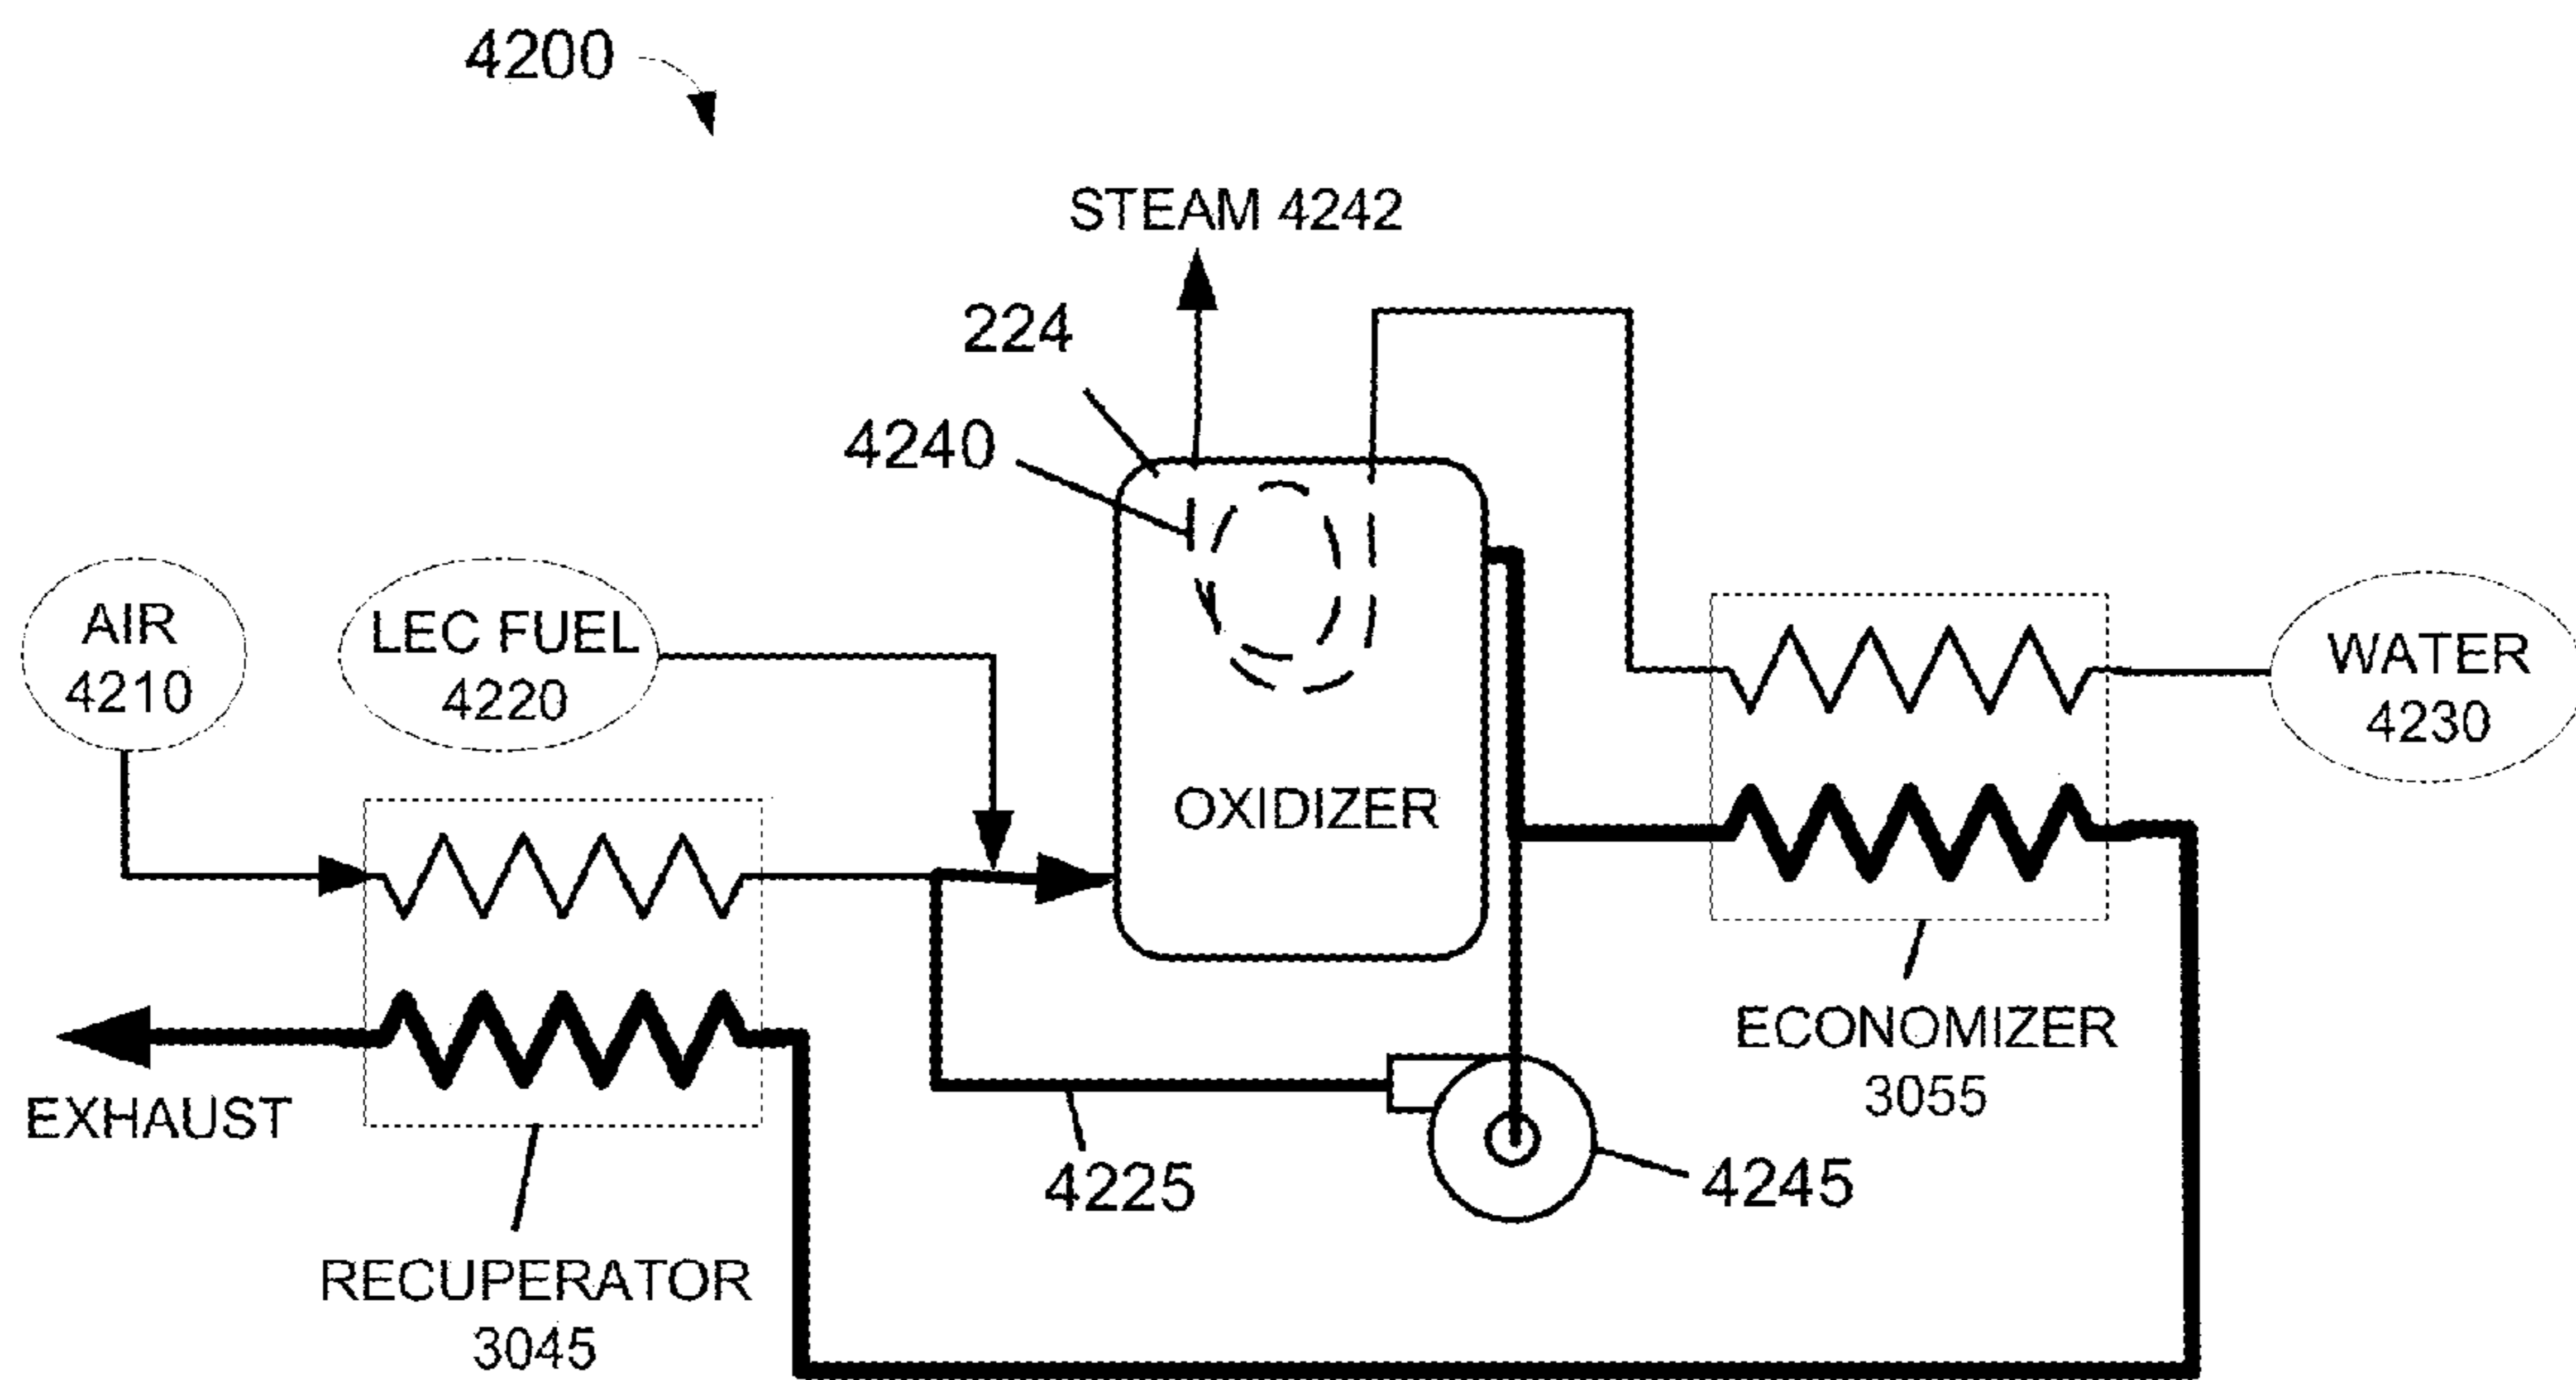 4200
STEAM 4242
224
4240
AIR
4210
LEC FUEL
4220
WATER
4230
OXIDIZER
ECONOMIZER
3055
EXHAUST
4225
4245
RECUPERATOR
3045